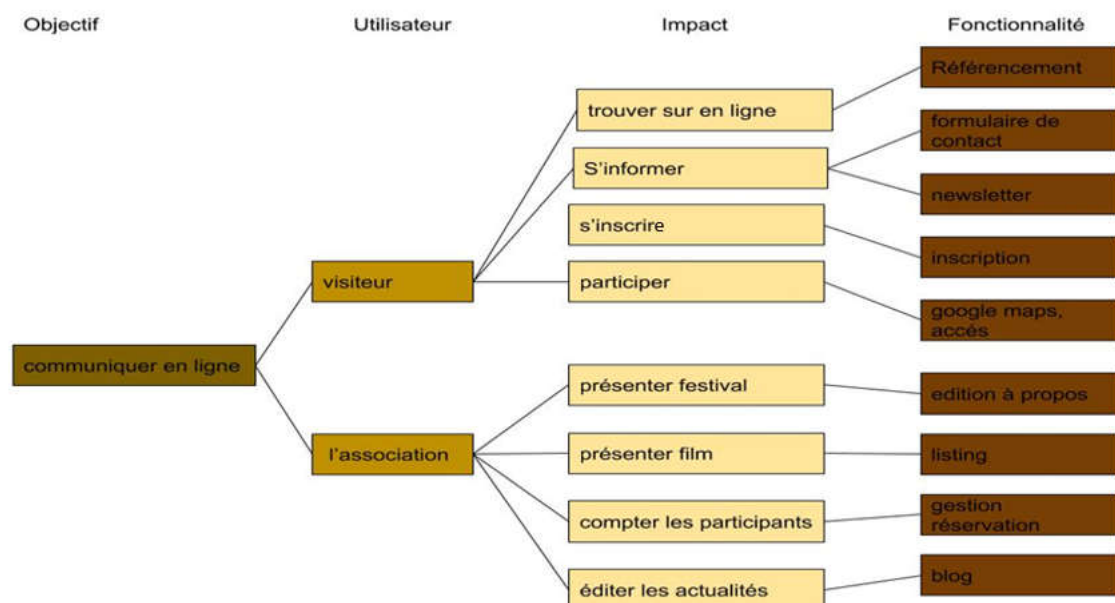 Objectif
Utilisateur
Impact
Fonctionnalité
communiquer en ligne
visiteur
l'association
trouver sur en ligne
S'informer
s'inscrire
participer
présenter festival
présenter film
compter les participants
éditer les actualités
Référencement
formulaire de
contact
newsletter
inscription
google maps,
accés
edition à propos
listing
gestion
réservation
blog